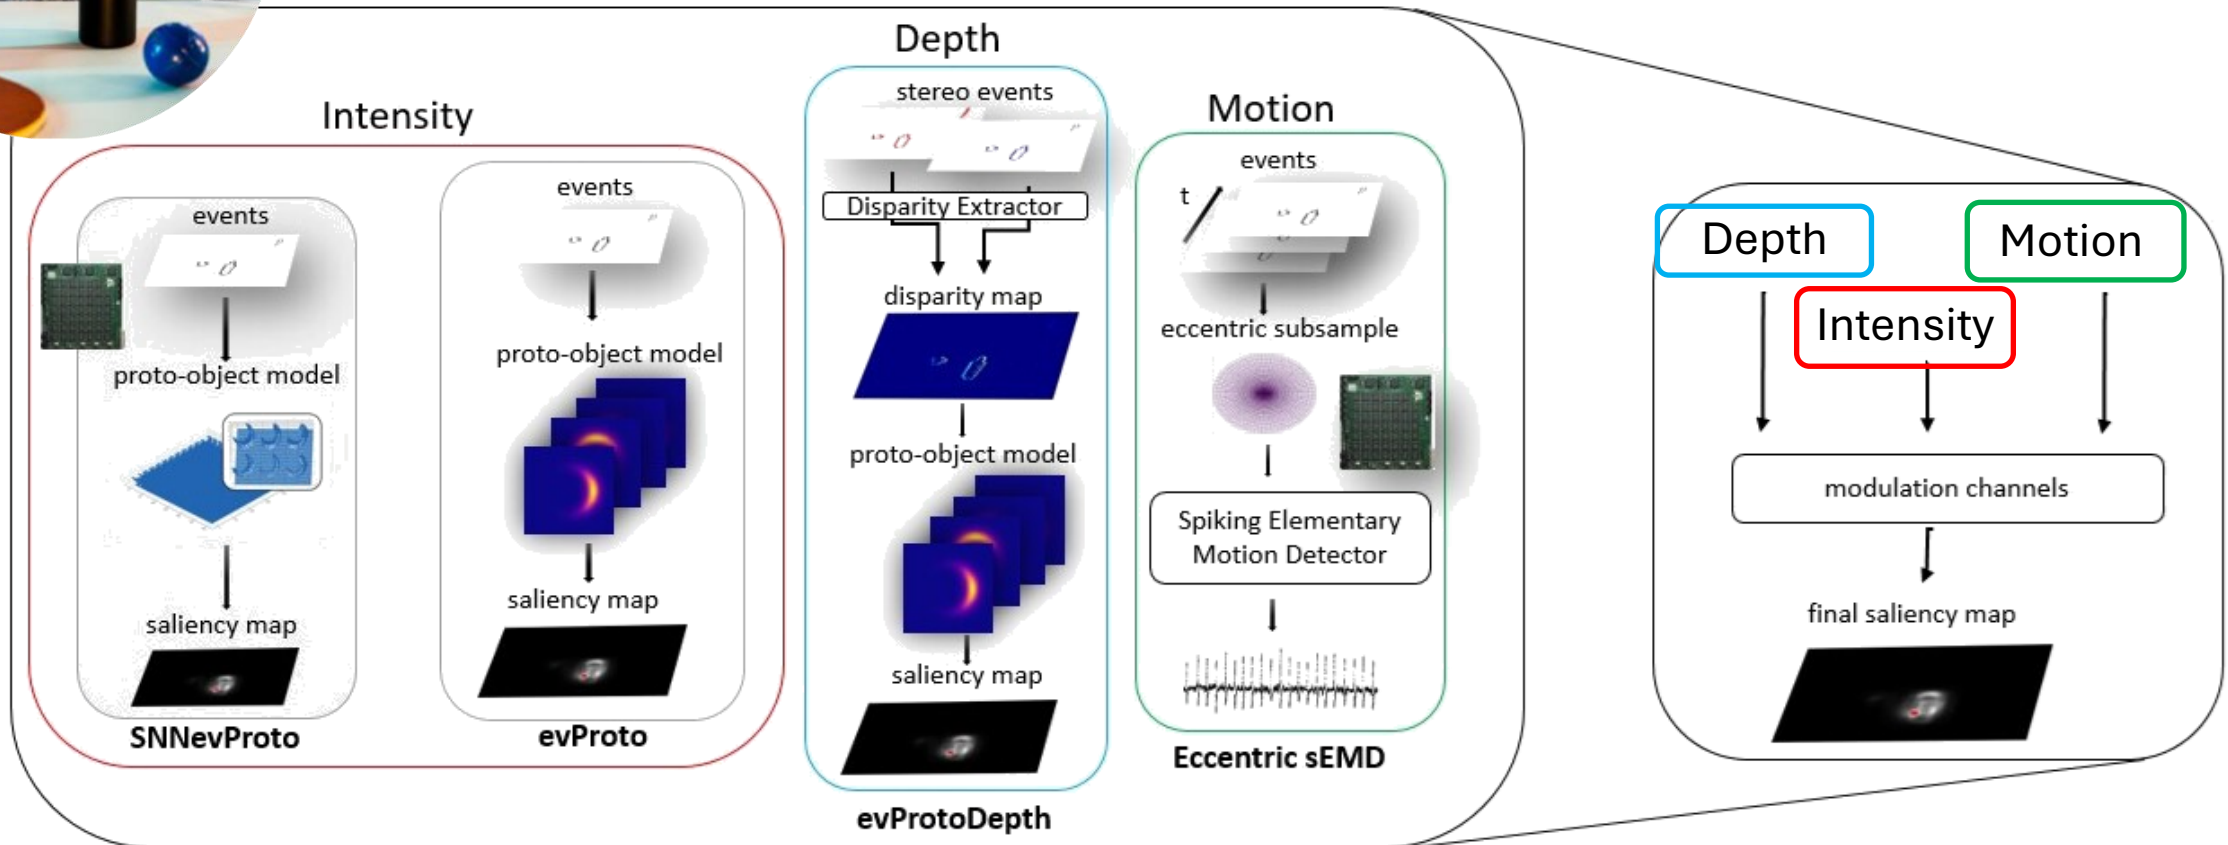 Intensity
events
proto-object model
saliency map
SNNevProto
events
proto-object model
saliency map
evProto
Depth
stereo events
Disparity Extractor
disparity map
proto-object model
saliency map
evProtoDepth
Motion
events
t
eccentric subsample
Spiking Elementary
Motion Detector
Eccentric sEMD
Depth
Motion
Intensity
modulation channels
final saliency map